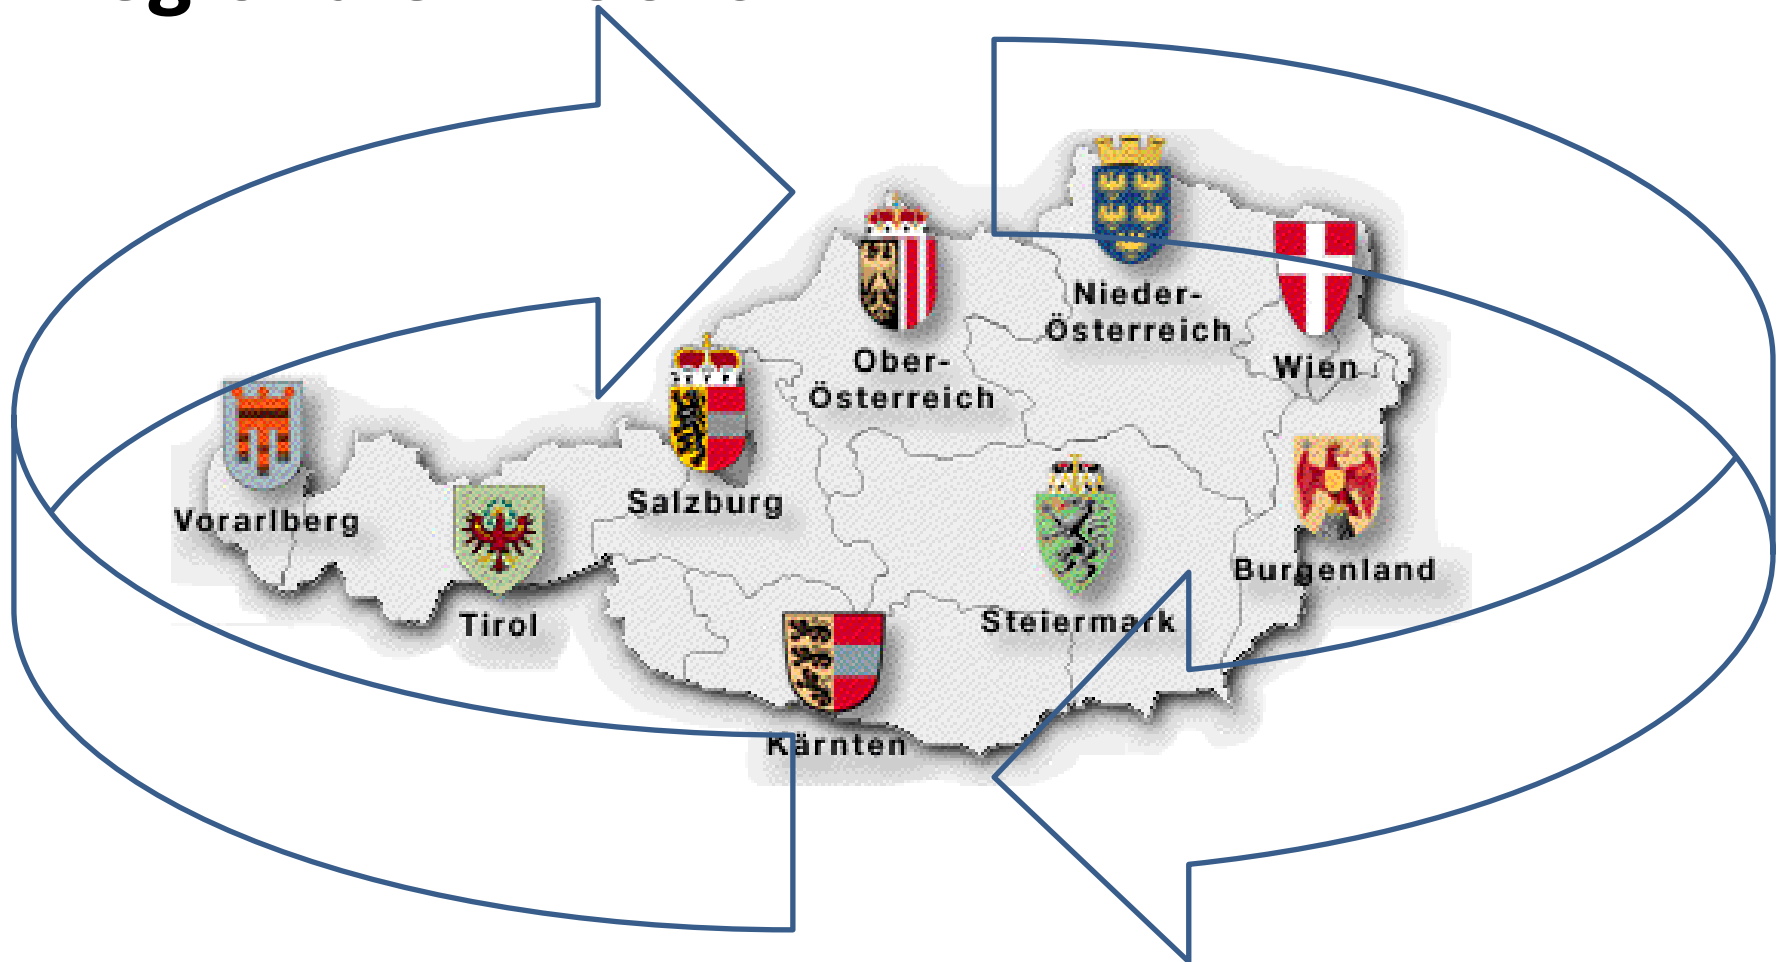 Nieder-
Österreich
Wien
Ober-
Österreich
Salzburg
Vorarlberg
Tirol
Burgenland
Steiermark
Kärnten